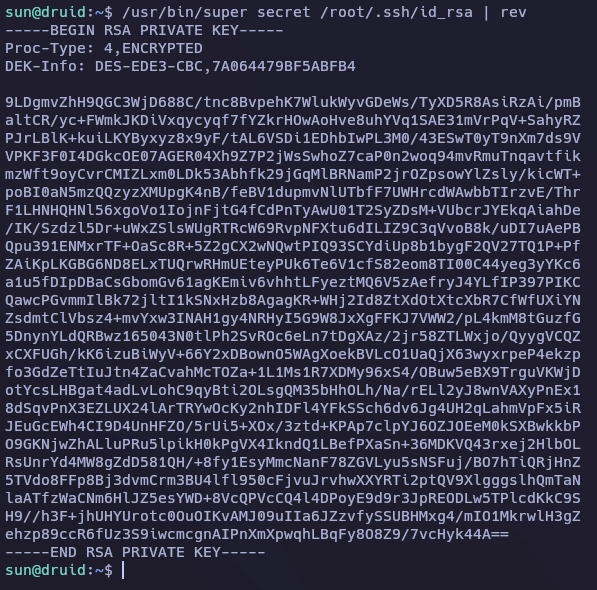 sun@druid:~$ /usr/bin/super secret /root/.ssh/id_rsa | rev
-----BEGIN RSA PRIVATE KEY-----
Proc-Type: 4,ENCRYPTED
DEK-Info: DES-EDE3-CBC,7A064479BF5ABFB4

9LDgmvZhH9QGC3WjD688C/tnc8BvpehK7WlukWyvGDeWs/TyXD5R8AsiRzAi/pmB
altCR/yc+FWmkJKDiVxqycyqf7fYZkrHOwAoHve8uhYVq1SAE31mVrPqV+SahyRZ
PJrLBlK+kuiLKYByxyz8x9yF/tAL6VSDi1EDhbIwPL3M0/43ESwT0yT9nXm7ds9V
VPKF3F0I4DGkcOE07AGER04Xh9Z7P2jWsSwhoZ7caP0n2woq94mvRmuTnqavtfik
mzWft9oyCvrCMIZLxm0LDk53Abhfk29jGqMlBRNamP2jrOZpsowYlZsly/kicWT+
poBI0aN5mzQQzyzXMUpgK4nB/feBV1dupmvNlUTbfF7UWHrcdWAwbbTIrzvE/Thr
F1LHNHQHNl56xgoVo1IojnFjtG4fCdPnTyAwU01T2SyZDsM+VUbcrJYEkqAiahDe
/IK/Szdzl5Dr+uWxZSlsWUgRTRcW69RvpNFXtu6dILIZ9C3qVvoB8k/uDI7uAePB
Qpu391ENMxrTF+OaSc8R+5Z2gCX2wNQwtPIQ93SCYdiUp8b1bygF2QV27TQ1P+Pf
ZAiKpLKGBG6ND8ELxTUQrwRHmUEteyPUk6Te6V1cfS82eom8TI00C44yeg3yYKc6
a1u5fDIpDBaCsGbomGv61agKEmiv6vhhtLFyeztMQ6V5zAefryJ4YLfIP397PIKC
QawcPGvmmIlBk72jltI1kSNxHzb8AgagKR+WHj2Id8ZtXdOtXtcXbR7CfWfUXiYN
ZsdmtClVbsz4+mvYxw3INAH1gy4NRHyI5G9W8JxXgFFKJ7VWW2/pL4kmM8tGuzfG
5DnynYLdQRBwz165043N0tlPh2SvROc6eLn7tDgXAz/2jr58ZTLWxjo/QyygVCQZ
xCXFUGh/kK6izuBiWyV+66Y2xDBownO5WAgXoekBVLcO1UaQjX63wyxrpeP4ekzp
fo3GdZeTtIuJtn4ZaCvahMcTOZa+1L1Ms1R7XDMy96xS4/OBuw5eBX9TrguVKWjD
otYcsLHBgat4adLvLohC9qyBti2OLsgQM35bHhOLh/Na/rELl2yJ8wnVAXyPnEx1
8dSqvPnX3EZLUX24lArTRYwOcKy2nhIDFl4YFkSSch6dv6Jg4UH2qLahmVpFx5iR
JEuGcEWh4CI9D4UnHFZO/5rUi5+XOx/3ztd+KPAp7clpYJ6OZJOEeM0kSXBwkkbP
O9GKNjwZhALluPRu5lpikH0kPgVX4IkndQ1LBefPXaSn+36MDKVQ43rxej2HlbOL
RsUnrYd4MW8gZdD581QH/+8fy1EsyMmcNanF78ZGVLyu5sNSFuj/BO7hTiQRjHnZ
5TVdo8FFp8Bj3dvmCrm3BU4lfl950cFjvuJrvhwXXYRTi2ptQV9XlgggslhQmTaN
laATfzWaCNm6HlJZ5esYWD+8VcQPVcCQ4l4DPoyE9d9r3JpREODLw5TPlcdKkC9S
H9//h3F+jhUHYUrotc0OuOIKvAMJ09uIIa6JZzvfySSUBHMxg4/mIO1MkrwlH3gZ
ehzp89ccR6fUz3S9iwcmcgnAIPnXmXpwqhLBqFy8O8Z9/7vcHyk44A==
-----END RSA PRIVATE KEY-----
sun@druid:~$